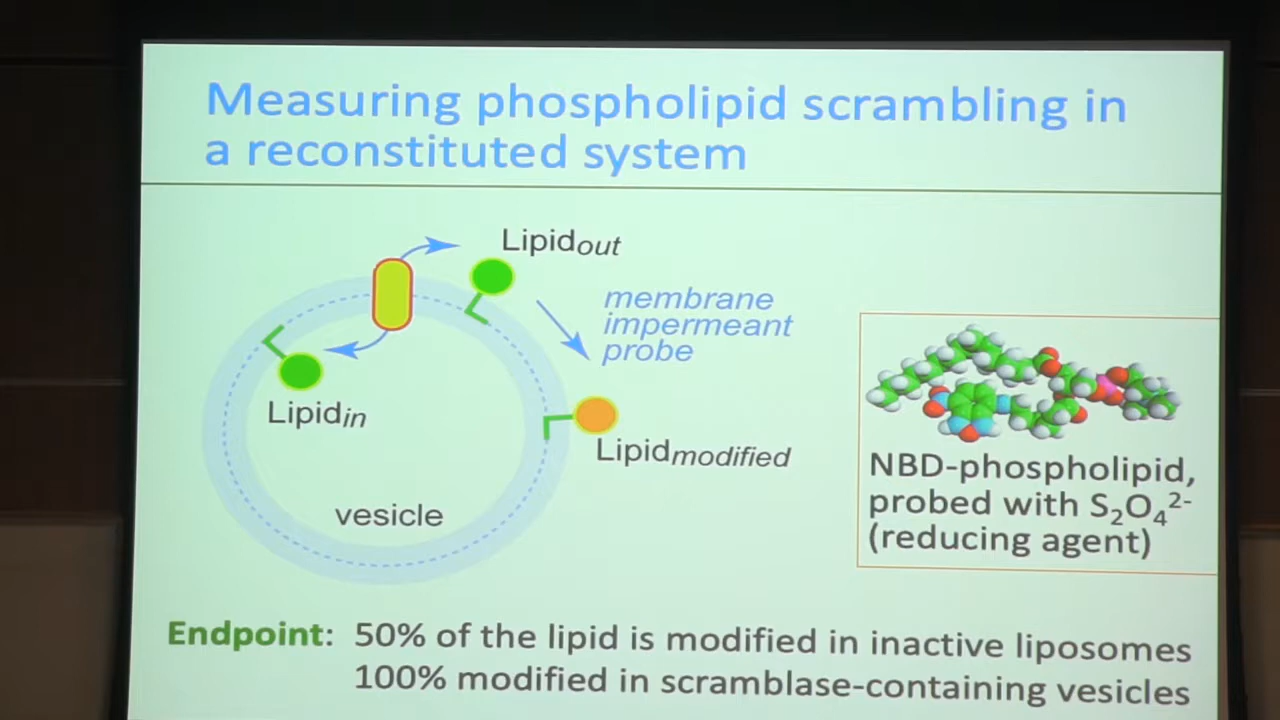 Measuring phospholipid scrambling in
a reconstituted system
Lipidout
membrane
impermeant
probe
Lipidin
Lipidmodified
vesicle
NBD-phospholipid,
probed with S₂O₄²⁻
(reducing agent)
Endpoint: 50% of the lipid is modified in inactive liposomes
100% modified in scramblase-containing vesicles